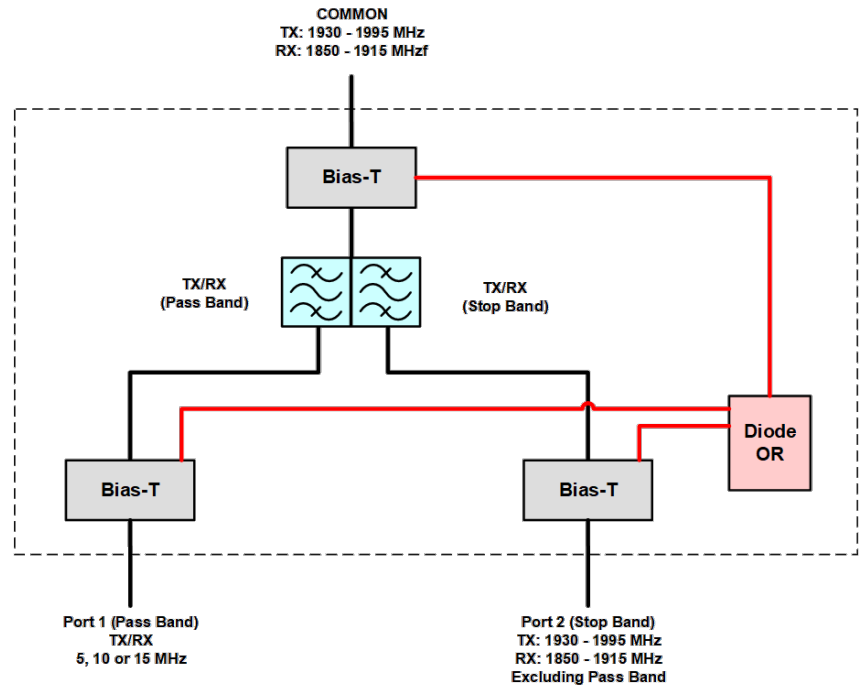 COMMON
TX: 1930 - 1995 MHz
RX: 1850 - 1915 MHzf
Bias-T
TX/RX
(Pass Band)
TX/RX
(Stop Band)
Diode
OR
Bias-T
Bias-T
Port 1 (Pass Band)
TX/RX
5, 10 or 15 MHz
Port 2 (Stop Band)
TX: 1930 - 1995 MHz
RX: 1850 - 1915 MHz
Excluding Pass Band